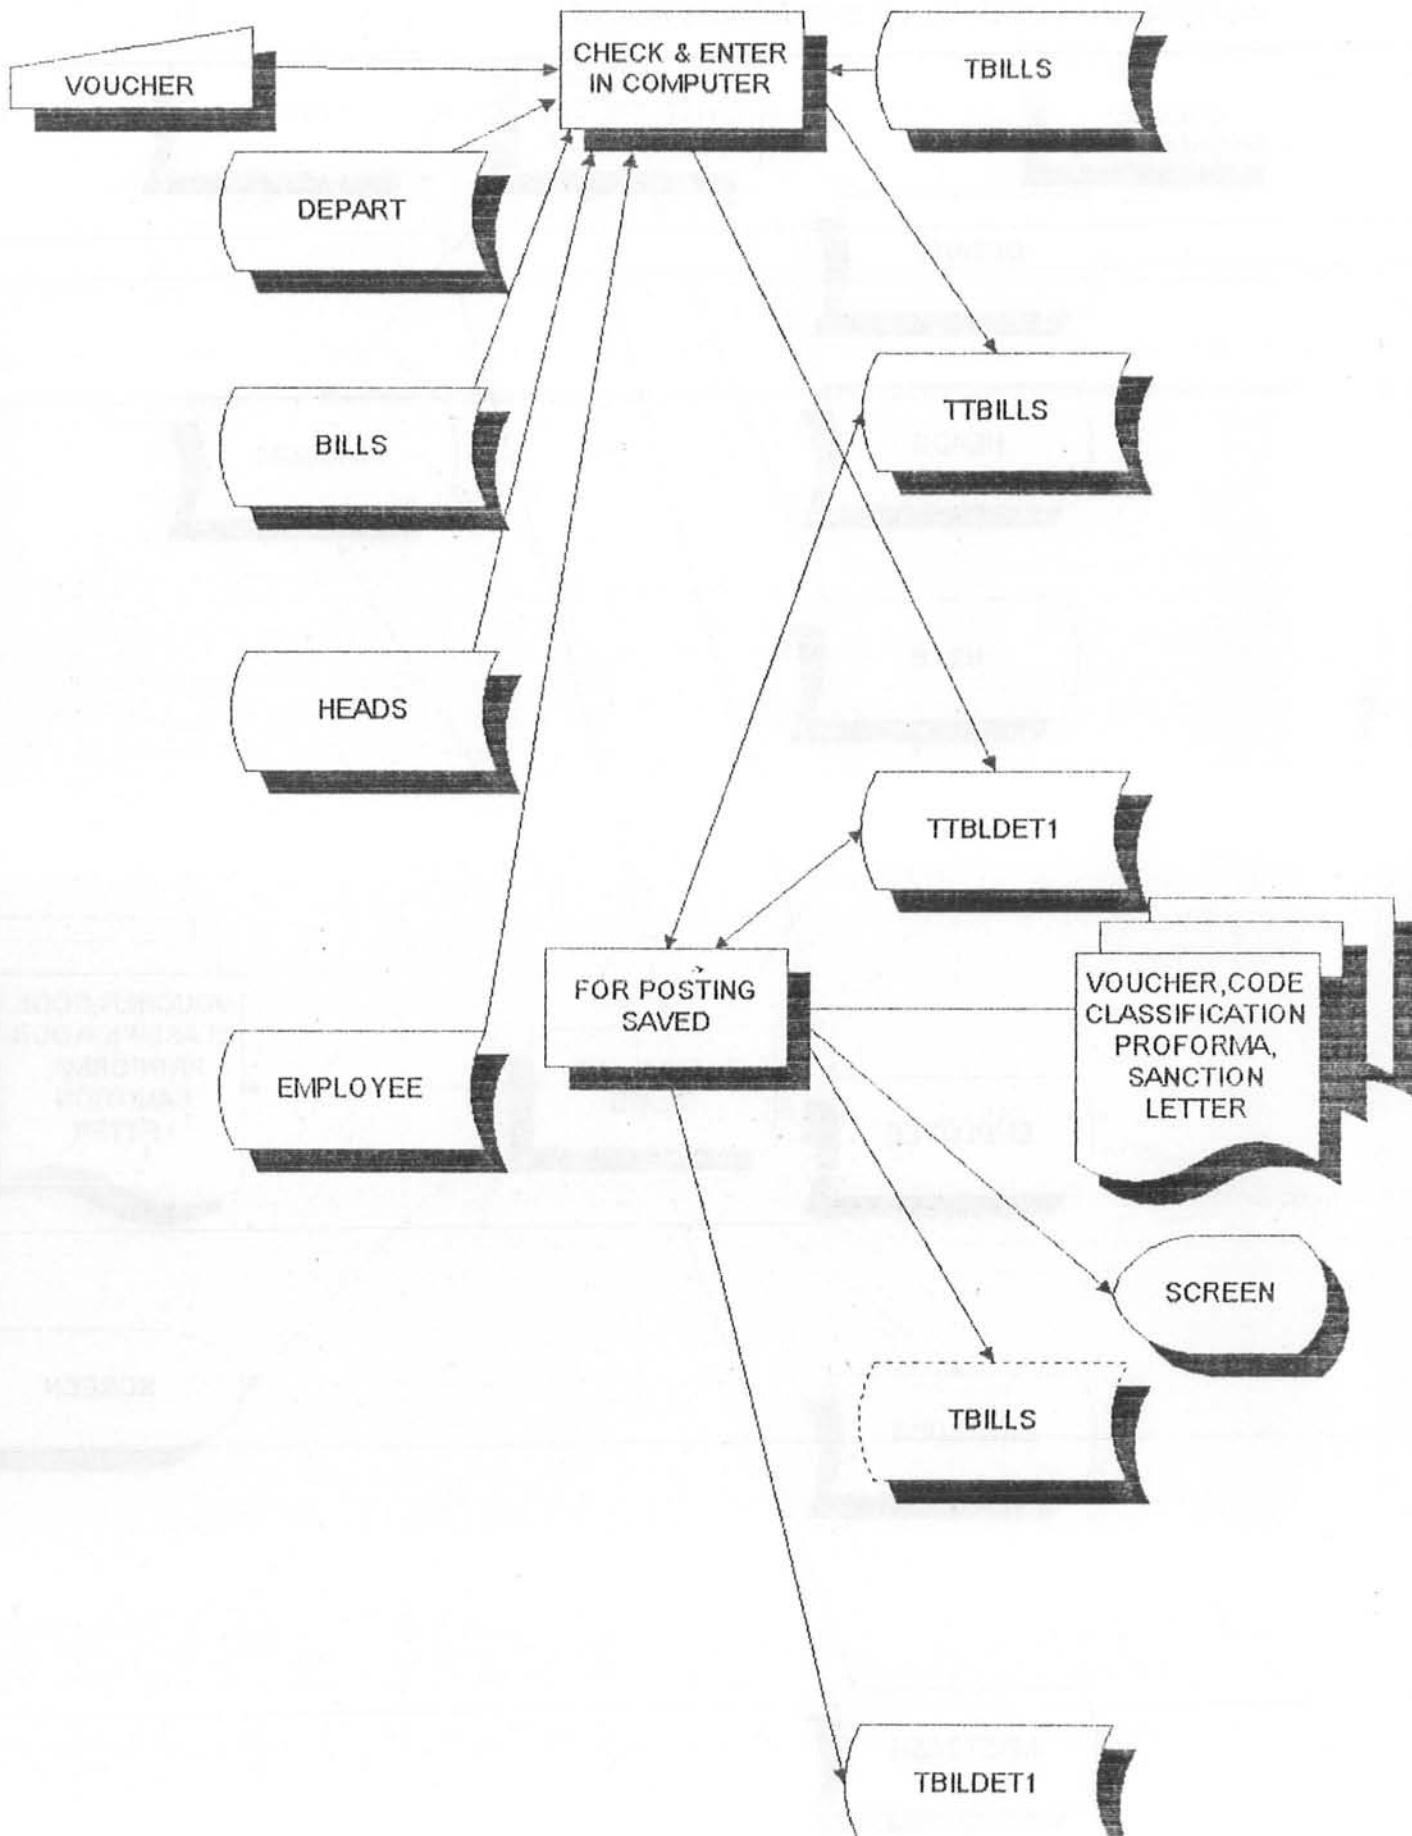 CHECK & ENTER
IN COMPUTER
TBILLS
VOUCHER
DEPART
TTBILLS
BILLS
HEADS
TTBLDET1
FOR POSTING
SAVED
VOUCHER,CODE
CLASSIFICATION
PROFORMA,
SANCTION
LETTER
EMPLOYEE
SCREEN
TBILLS
TBILDET1